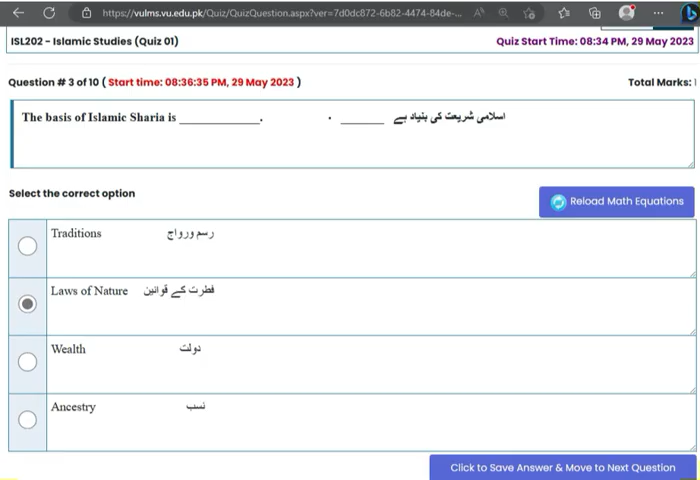 https://vulms.vu.edu.pk/Quiz/QuizQuestion.aspx?ver=7d0dc872-6b82-4474-84de-...
ISL202 - Islamic Studies (Quiz 01) Quiz Start Time: 08:34 PM, 29 May 2023
Question # 3 of 10 ( Start time: 08:36:35 PM, 29 May 2023 ) Total Marks: 1
The basis of Islamic Sharia is ____________. اسلامی شریعت کی بنیاد ہے ______ .
Select the correct option
Reload Math Equations
Traditions رسم ورواج
Laws of Nature فطرت کے قوانین
Wealth دولت
Ancestry نسب
Click to Save Answer & Move to Next Question